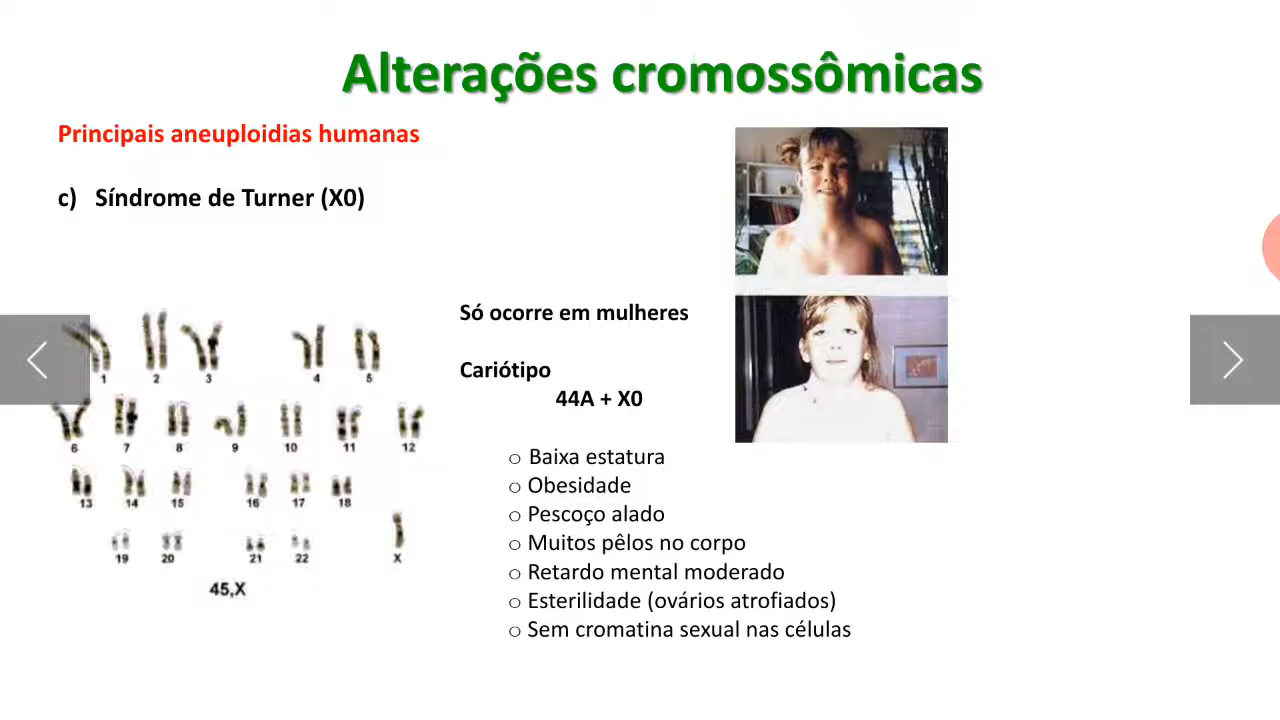 Alterações cromossômicas
Principais aneuploidias humanas
c) Síndrome de Turner (X0)
Só ocorre em mulheres
Cariótipo
44A + X0
o Baixa estatura
o Obesidade
o Pescoço alado
o Muitos pêlos no corpo
o Retardo mental moderado
o Esterilidade (ovários atrofiados)
o Sem cromatina sexual nas células
1 2 3 4 5
6 7 8 9 10 11 12
13 14 15 16 17 18
19 20 21 22 X
45,X